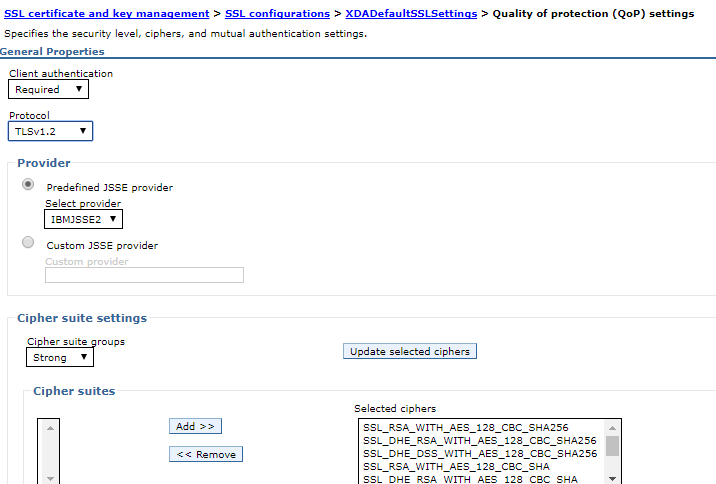 SSL certificate and key management > SSL configurations > XDADefaultSSLSettings > Quality of protection (QoP) settings
Specifies the security level, ciphers, and mutual authentication settings.
General Properties
Client authentication
Required
Protocol
TLSv1.2
Provider
Predefined JSSE provider
Select provider
IBMJSSE2
Custom JSSE provider
Custom provider
Cipher suite settings
Cipher suite groups
Strong
Update selected ciphers
Cipher suites
Selected ciphers
Add >>
<< Remove
SSL_RSA_WITH_AES_128_CBC_SHA256
SSL_DHE_RSA_WITH_AES_128_CBC_SHA256
SSL_DHE_DSS_WITH_AES_128_CBC_SHA256
SSL_RSA_WITH_AES_128_CBC_SHA
SSL_DHE_RSA_WITH_AES_128_CBC_SHA